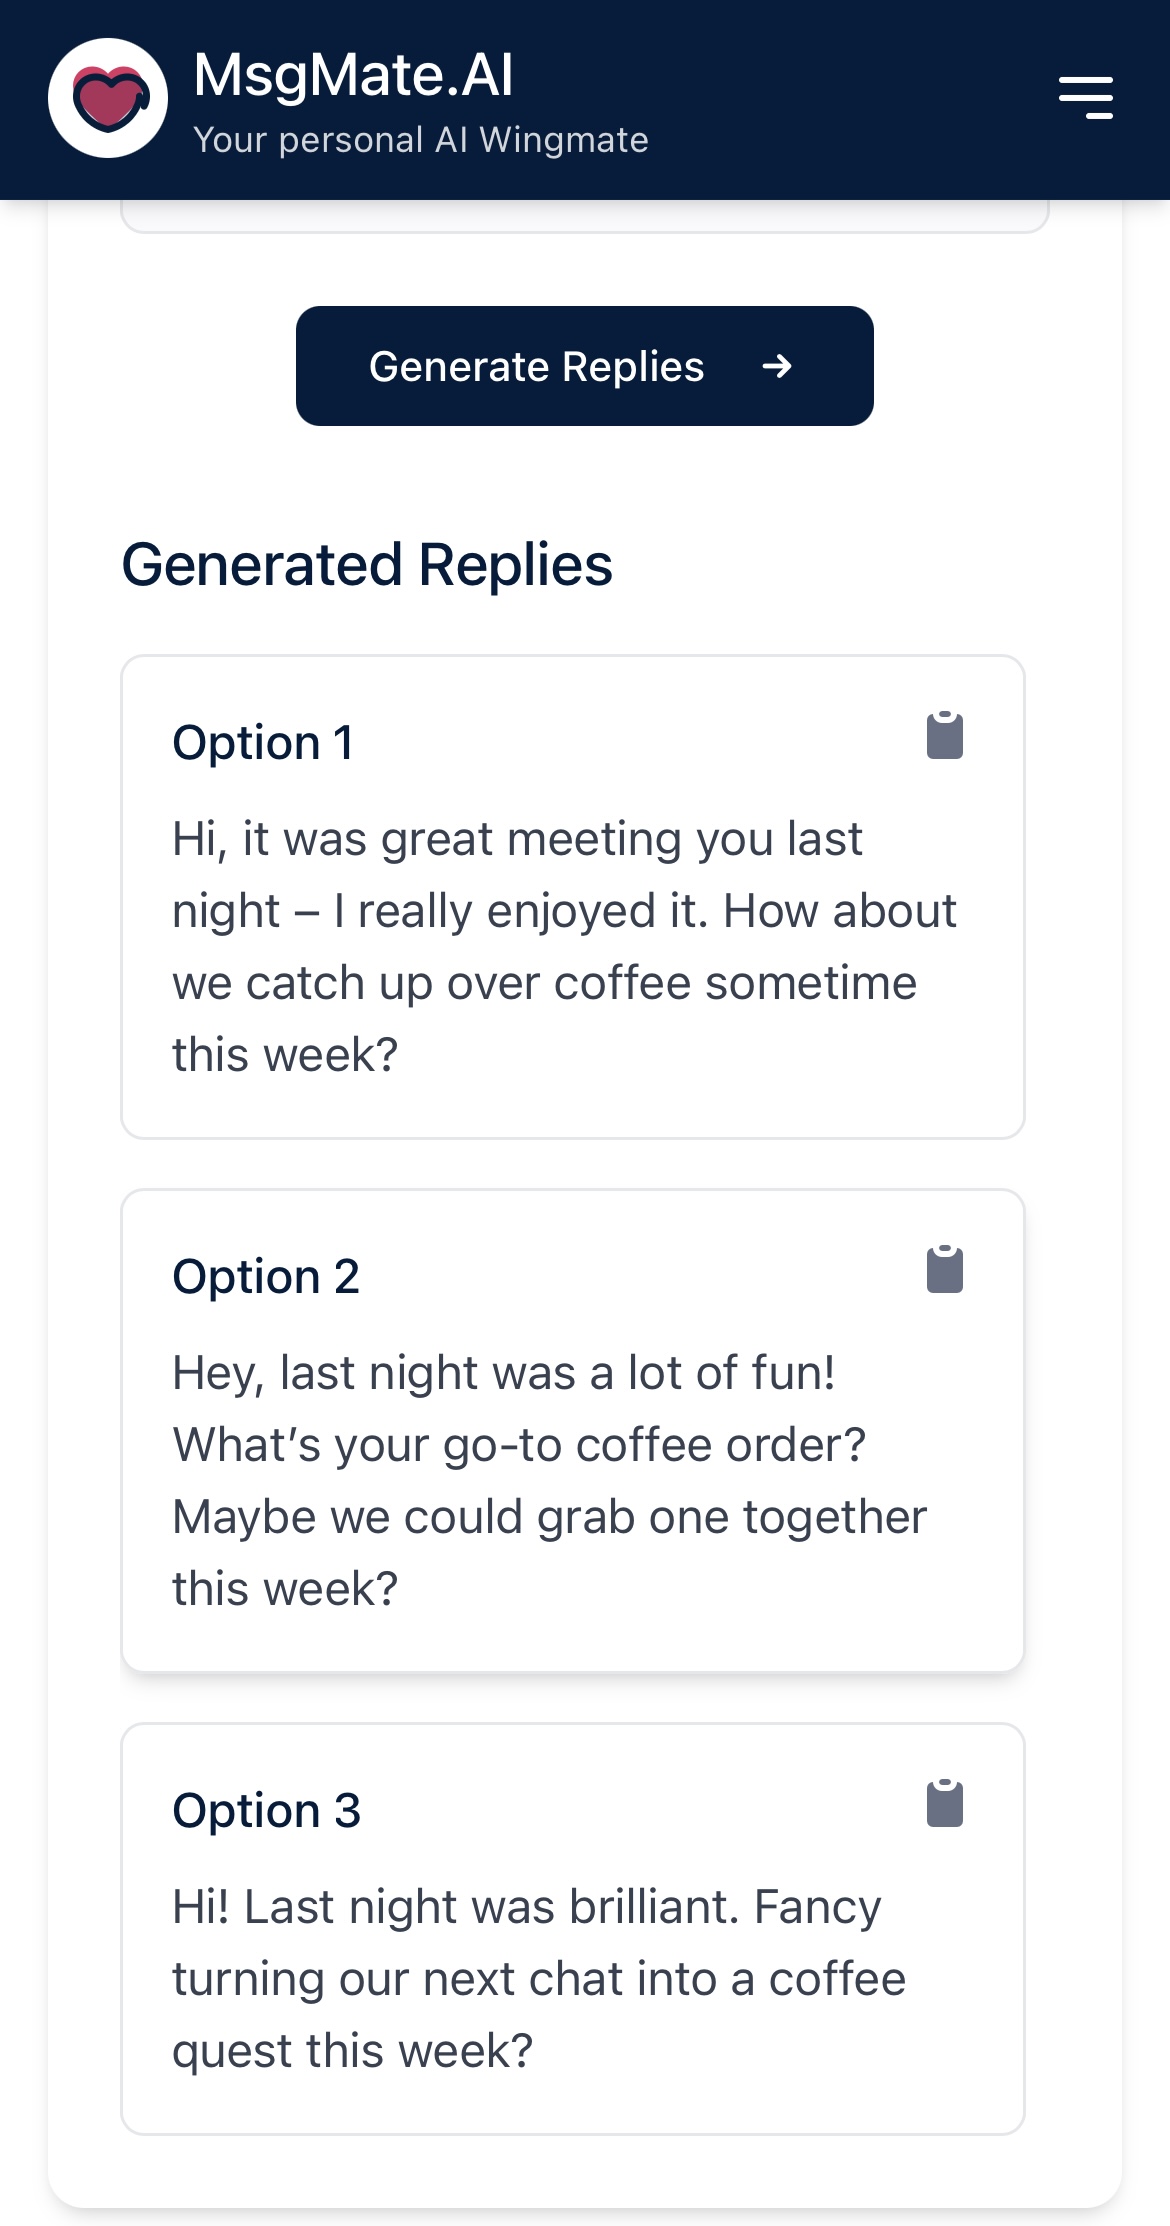 MsgMate.AI
Your personal AI Wingmate
Generate Replies →
Generated Replies
Option 1
Hi, it was great meeting you last
night – I really enjoyed it. How about
we catch up over coffee sometime
this week?
Option 2
Hey, last night was a lot of fun!
What’s your go-to coffee order?
Maybe we could grab one together
this week?
Option 3
Hi! Last night was brilliant. Fancy
turning our next chat into a coffee
quest this week?